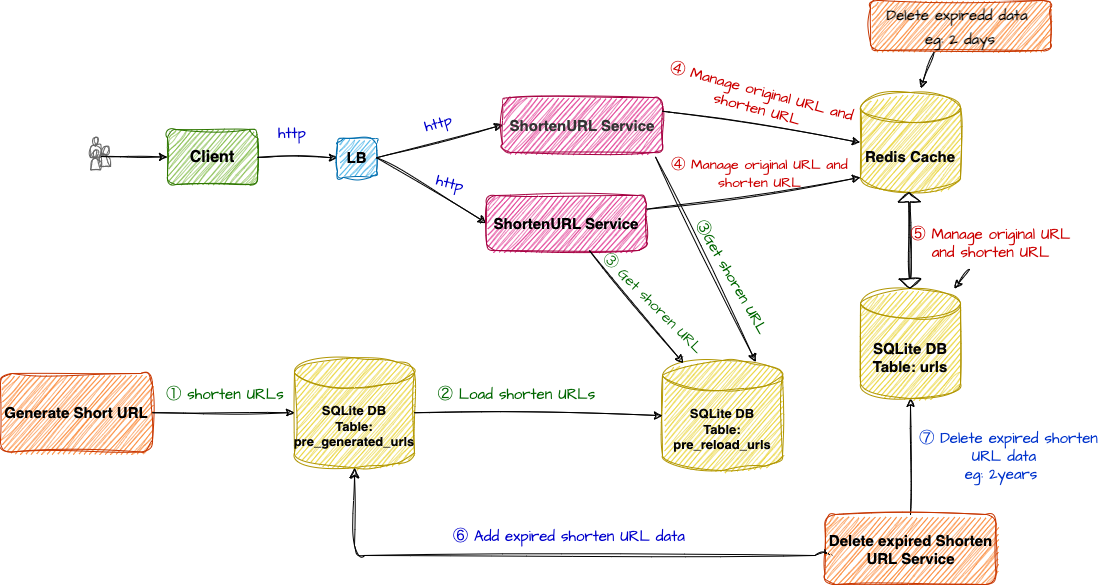 Delete expiredd data
eg: 2 days
④ Manage original URL and
shorten URL
http
ShortenURL Service
http
Client
LB
Redis Cache
④ Manage original URL and
shorten URL
http
ShortenURL Service
③Get shoren URL
⑤ Manage original URL
and shorten URL
③ Get shoren URL
SQLite DB
Table: urls
Generate Short URL
① shorten URLs
SQLite DB
Table:
pre_generated_urls
② Load shorten URLs
SQLite DB
Table:
pre_reload_urls
⑦ Delete expired shorten
URL data
eg: 2years
⑥ Add expired shorten URL data
Delete expired Shorten
URL Service